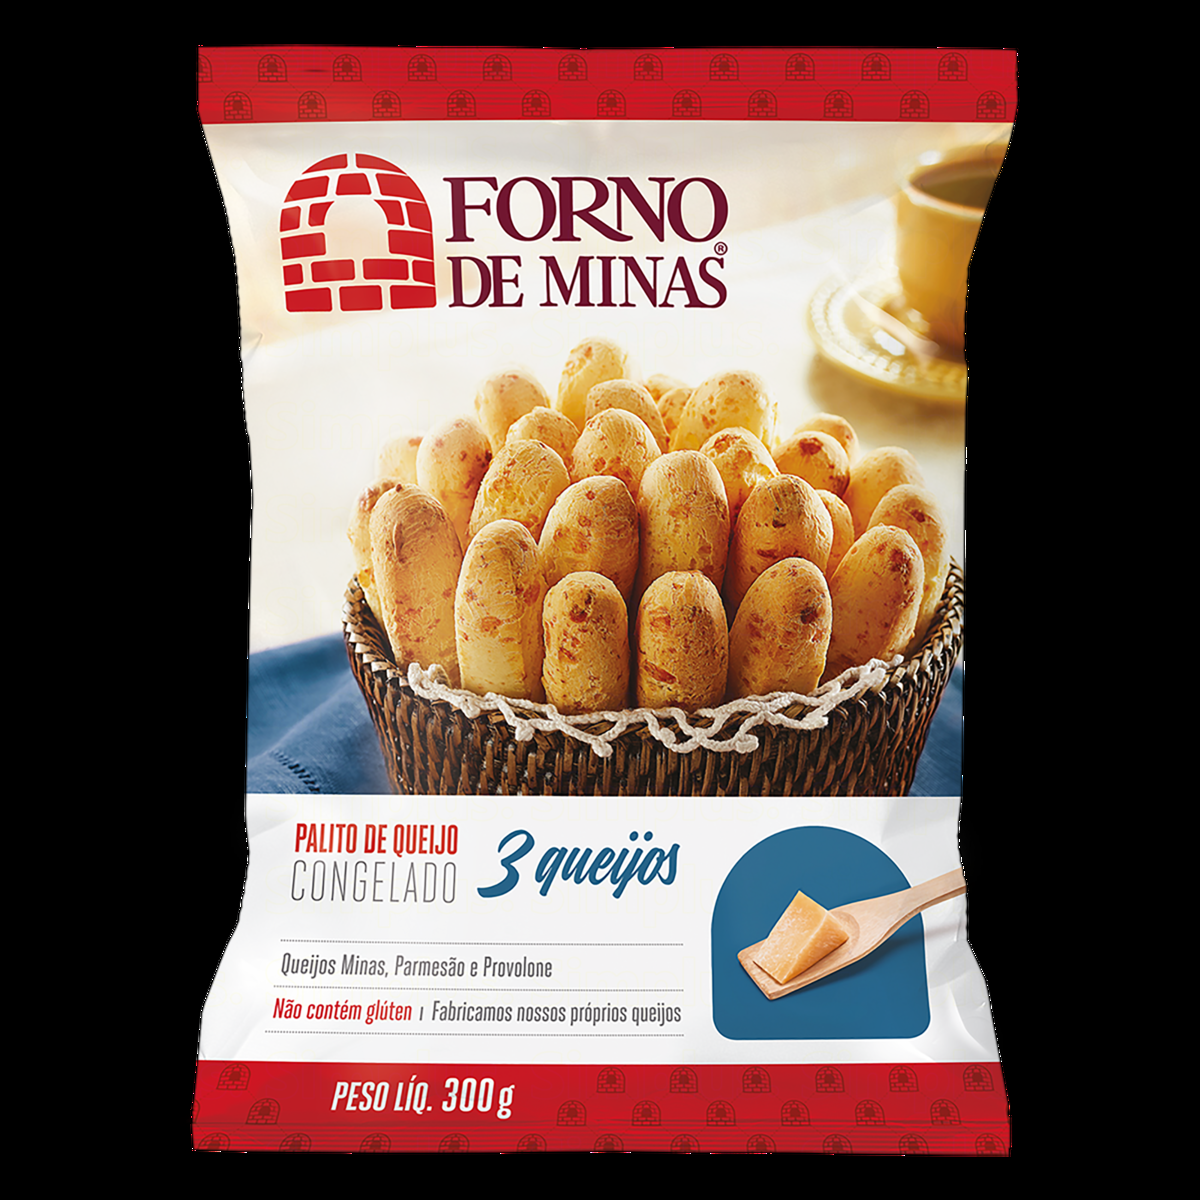 FORNO
DE MINAS®
PALITO DE QUEIJO
CONGELADO
3 queijos
Queijos Minas, Parmesão e Provolone
Não contém glúten | Fabricamos nossos próprios queijos
PESO LÍQ. 300g